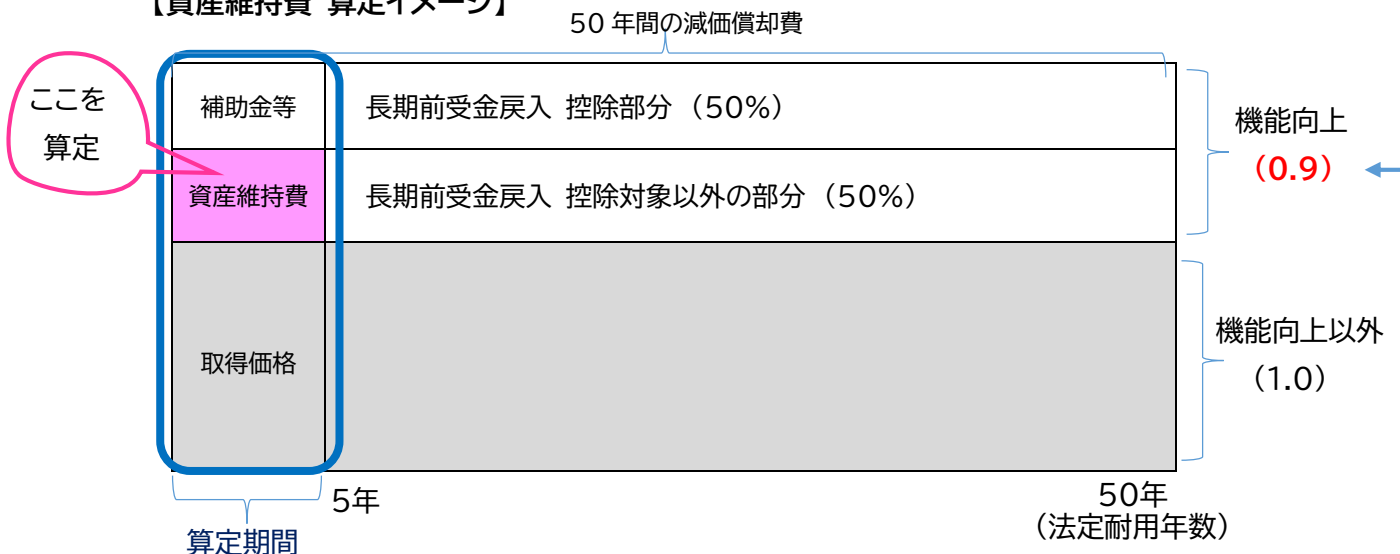 【資産維持費 算定イメージ】
50 年間の減価償却費
ここを
算定
補助金等
長期前受金戻入 控除部分（50%）
資産維持費
長期前受金戻入 控除対象以外の部分（50%）
取得価格
機能向上
（0.9）
機能向上以外
（1.0）
5年
算定期間
50年
（法定耐用年数）